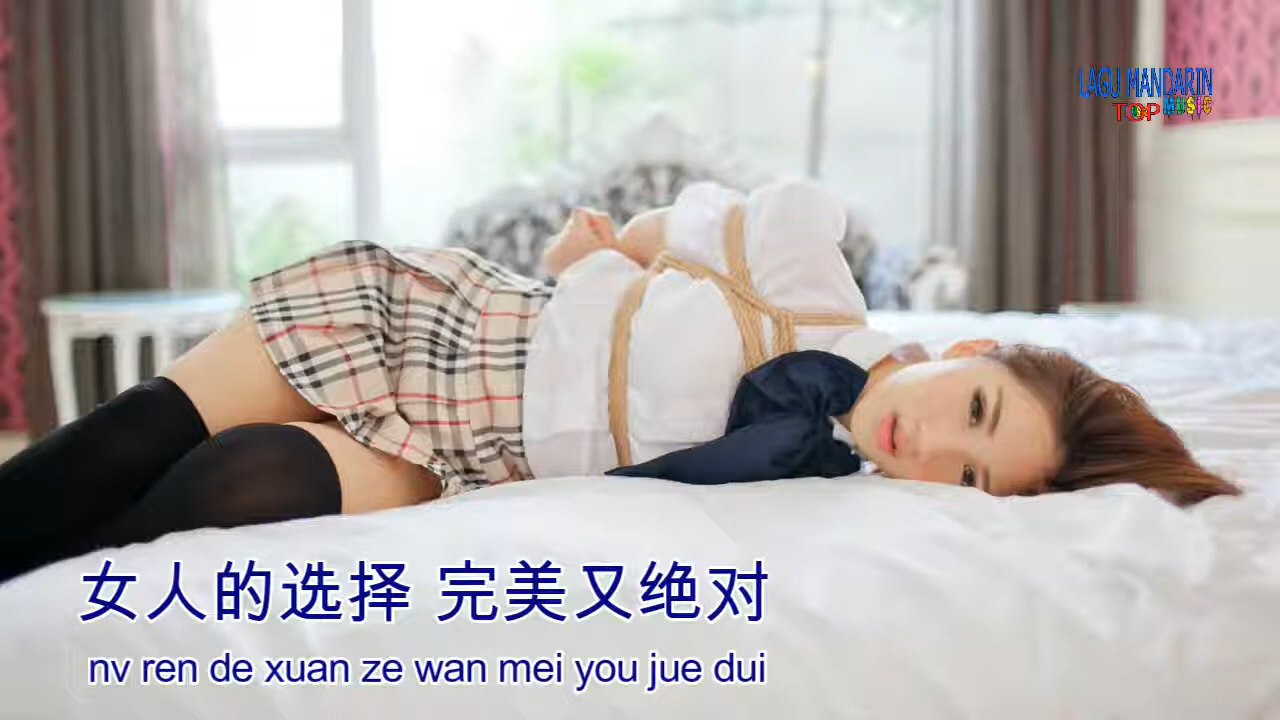 LAGU MANDARIN
TOP MUSIC
女人的选择 完美又绝对
nv ren de xuan ze wan mei you jue dui